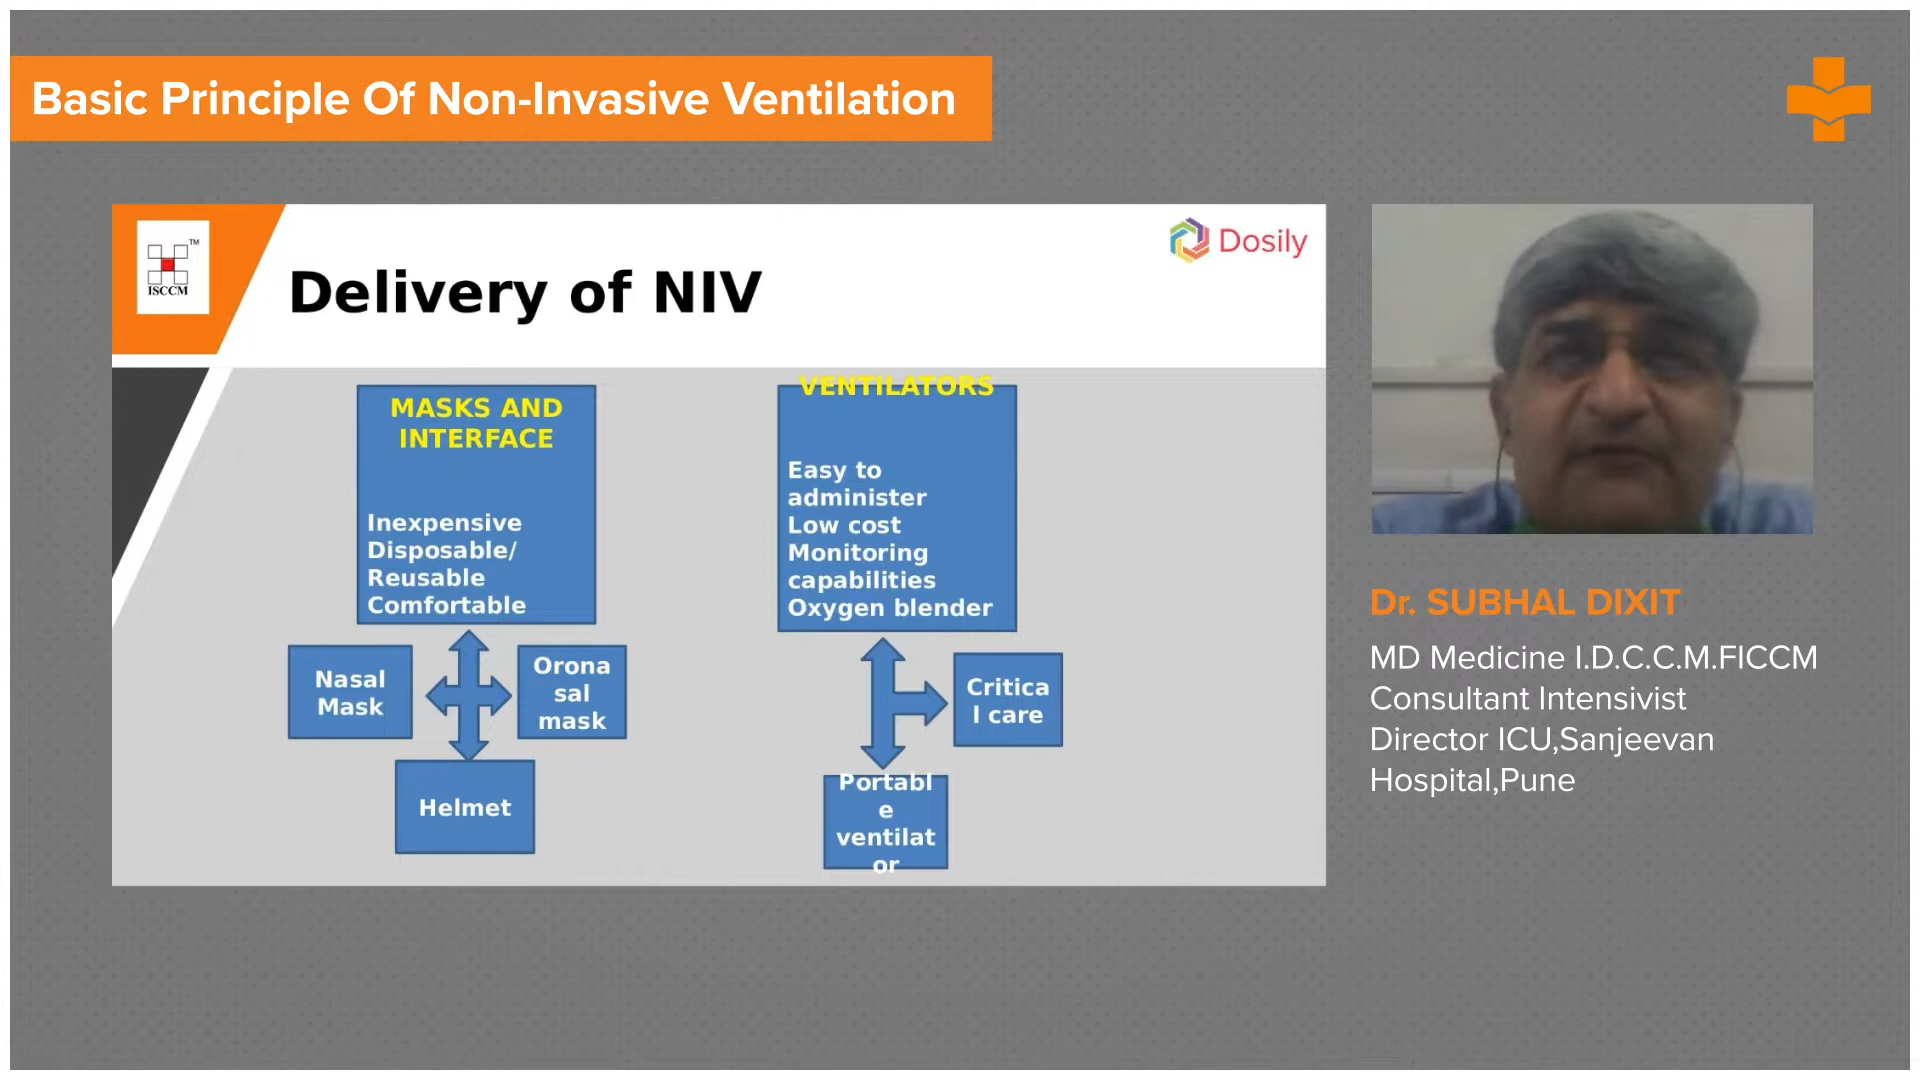 Basic Principle Of Non-Invasive Ventilation
TM
ISCCM
Dosily
Delivery of NIV
MASKS AND
INTERFACE
Inexpensive
Disposable/
Reusable
Comfortable
Nasal
Mask
Orona
sal
mask
Helmet
VENTILATORS
Easy to
administer
Low cost
Monitoring
capabilities
Oxygen blender
Critica
l care
Portabl
e
ventilat
or
Dr. SUBHAL DIXIT
MD Medicine I.D.C.C.M.FICCM
Consultant Intensivist
Director ICU,Sanjeevan
Hospital,Pune